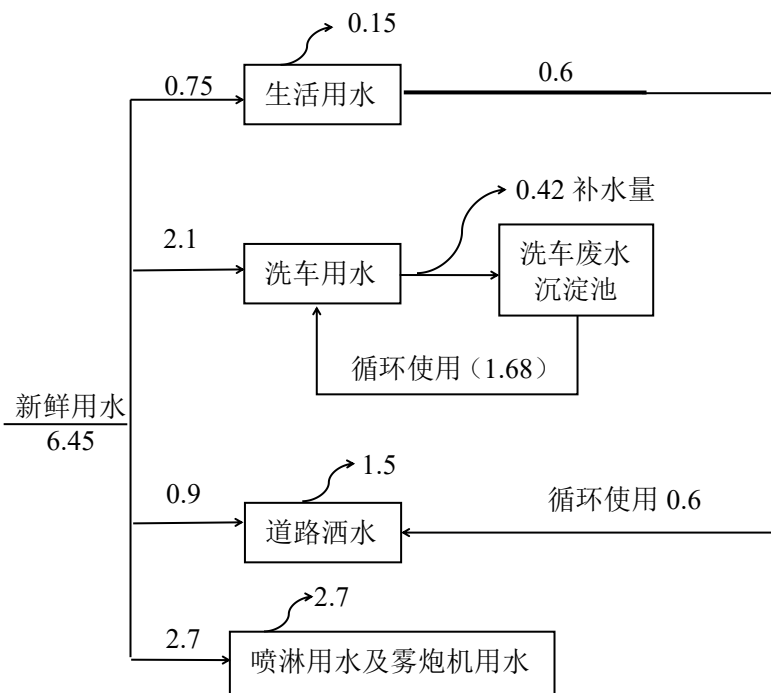 0.15
0.75
生活用水
0.6
0.42 补水量
2.1
洗车用水
洗车废水
沉淀池
循环使用（1.68）
新鲜用水
6.45
1.5
0.9
道路洒水
循环使用 0.6
2.7
2.7
喷淋用水及雾炮机用水